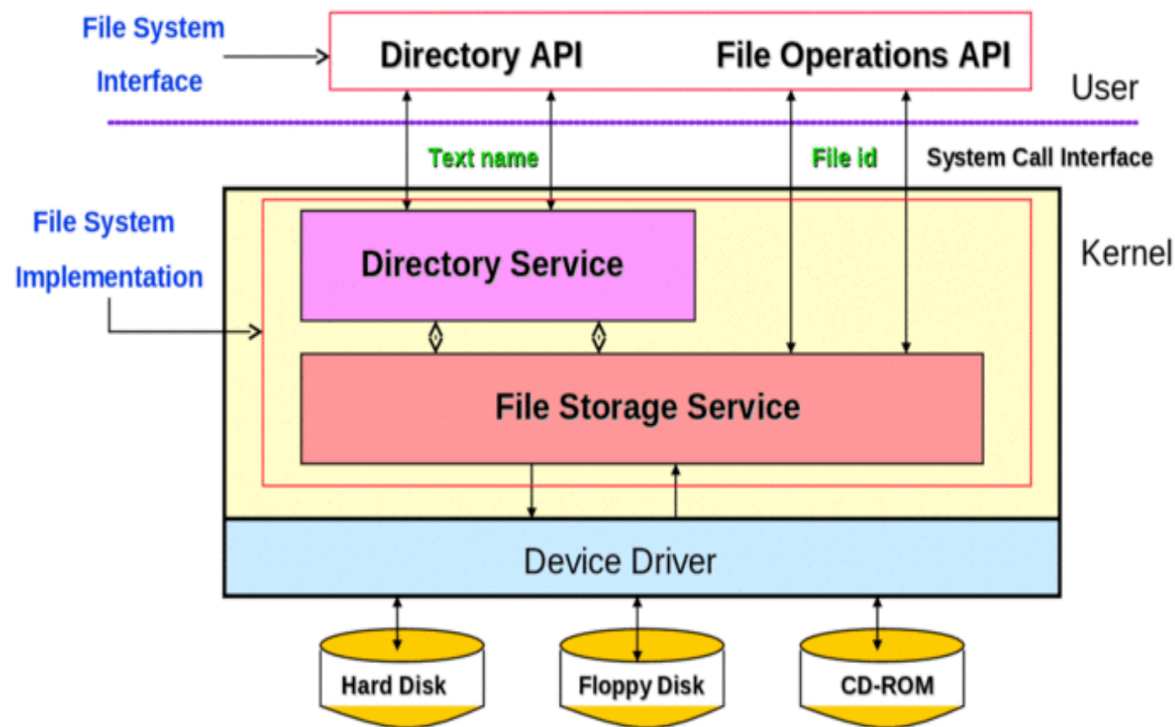 File System
Interface
Directory API
File Operations API
User
Text name
File id
System Call Interface
File System
Implementation
Directory Service
Kernel
File Storage Service
Device Driver
Hard Disk
Floppy Disk
CD-ROM